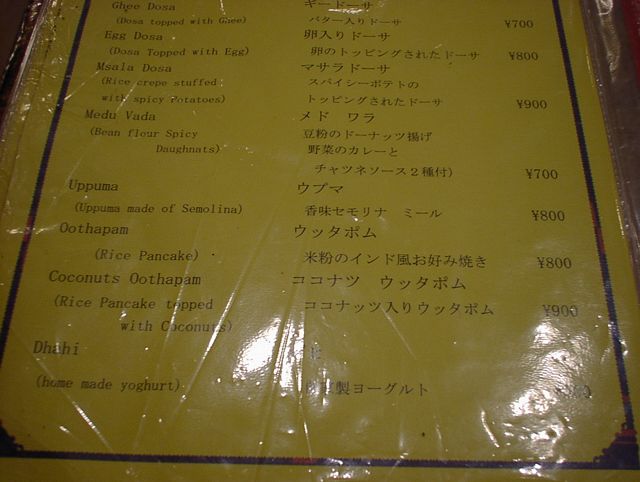 Ghee Dosa ギードーサ
(Dosa topped with Ghee) バター入りドーサ ¥700
Egg Dosa 卵入りドーサ
(Dosa Topped with Egg) 卵のトッピングされたドーサ ¥800
Msala Dosa マサラドーサ
(Rice crepe stuffed スパイシーポテトの
with spicy Potatoes) トッピングされたドーサ ¥900
Medu Vada メド ワラ
(Bean flour Spicy 豆粉のドーナッツ揚げ
Daughnats) 野菜のカレーと
チャツネソース２種付) ¥700
Uppuma ウプマ
(Uppuma made of Semolina) 香味セモリナ ミール ¥800
Oothapam ウッタポム
(Rice Pancake) 米粉のインド風お好み焼き ¥800
Coconuts Oothapam ココナツ ウッタポム
(Rice Pancake topped ココナッツ入りウッタポム ¥900
with Coconuts)
Dhahi
(home made yoghurt) 製ヨーグルト